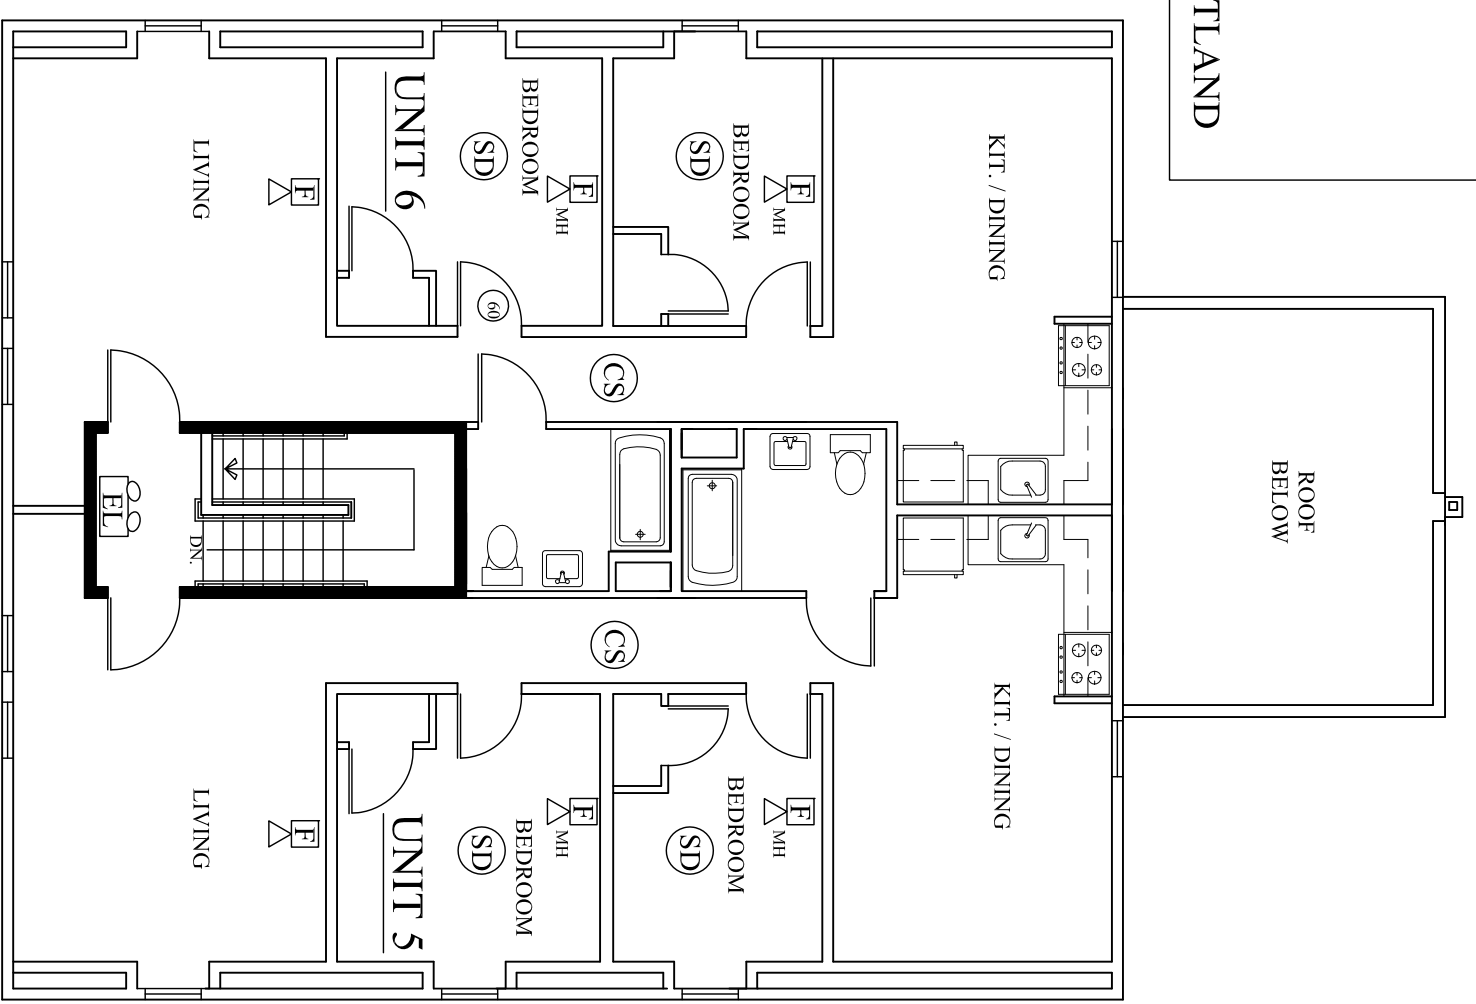 TLAND
ROOF
BELOW
KIT. / DINING
KIT. / DINING
BEDROOM
SD
F
MH
BEDROOM
SD
F
MH
UNIT 6
60
LIVING
F
CS
CS
EL
DN.
BEDROOM
SD
F
MH
BEDROOM
SD
F
MH
UNIT 5
LIVING
F